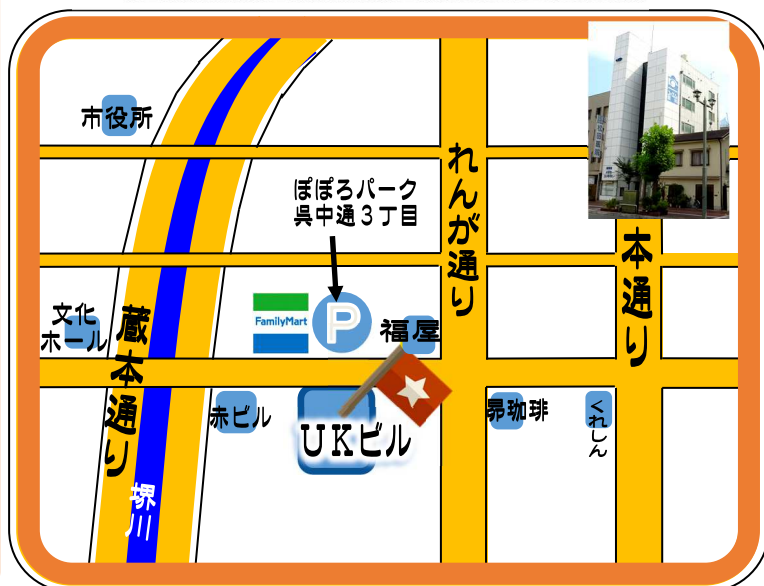 市役所
ぽぽろパーク
呉中通３丁目
れんが通り
本通り
文化
ホール
蔵本通り
FamilyMart
P
福屋
赤ビル
UKビル
昴珈琲
くれしん
堺川